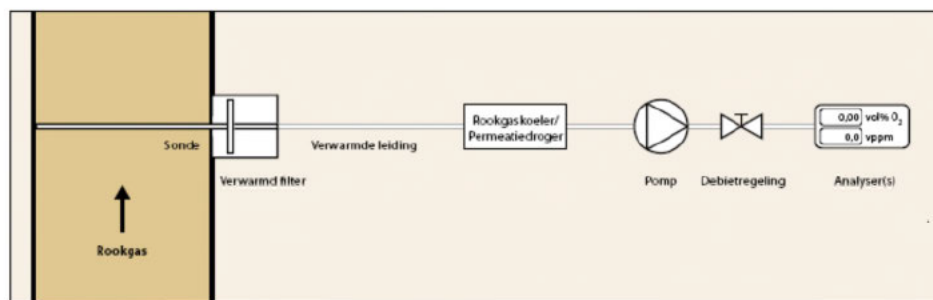 Rookgaskoeler/
Permeatiedroger
0,00 vol% O2
0,0 vppm
Sonde
Verwarmde leiding
Verwarmd filter
Pomp
Debietregeling
Analyser(s)
Rookgas